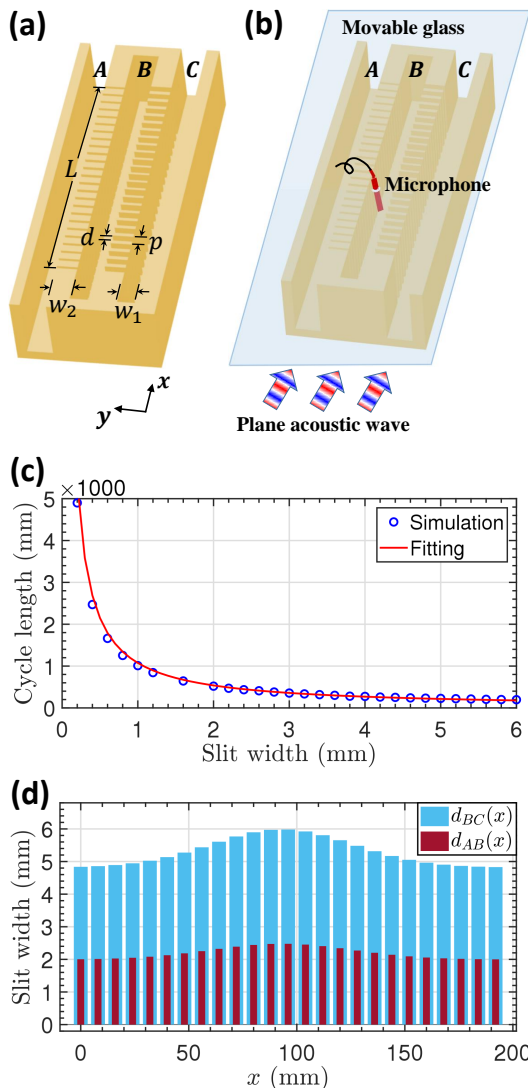 (a)
A B C
L
d p
w2 w1
x
y
(b)
Movable glass
A B C
Microphone
Plane acoustic wave
(c)
×1000
5
4
3
2
1
0
Cycle length (mm)
Simulation
Fitting
0 1 2 3 4 5 6
Slit width (mm)
(d)
6
5
4
3
2
1
0
Slit width (mm)
dBC(x)
dAB(x)
0 50 100 150 200
x (mm)